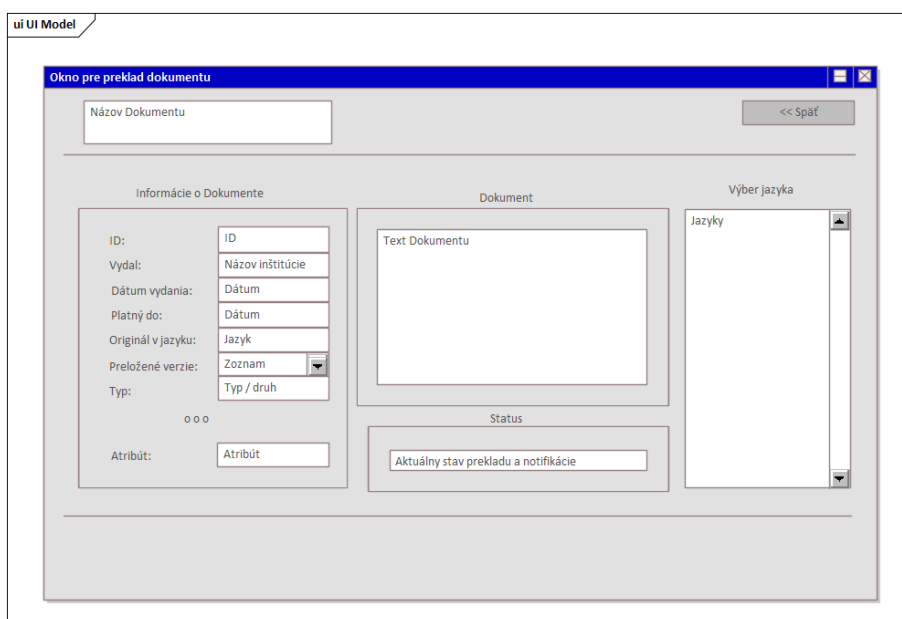 ui UI Model
Okno pre preklad dokumentu
Názov Dokumentu
<< Späť
Informácie o Dokumente
ID:
ID
Vydal:
Názov inštitúcie
Dátum vydania:
Dátum
Platný do:
Dátum
Originál v jazyku:
Jazyk
Preložené verzie:
Zoznam
Typ:
Typ / druh
o o o
Atribút:
Atribút
Dokument
Text Dokumentu
Status
Aktuálny stav prekladu a notifikácie
Výber jazyka
Jazyky